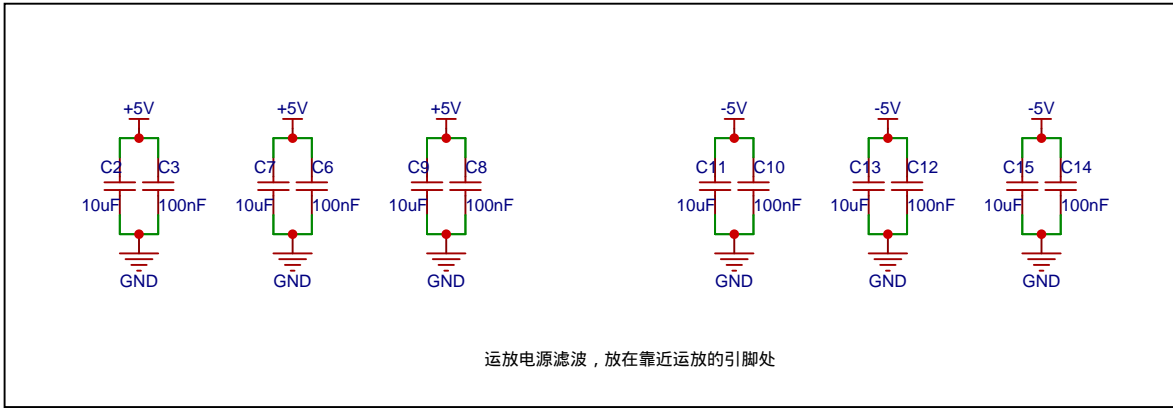 +5V +5V +5V -5V -5V -5V
C2 C3 C7 C6 C9 C8 C11 C10 C13 C12 C15 C14
10uF 100nF 10uF 100nF 10uF 100nF 10uF 100nF 10uF 100nF 10uF 100nF
GND GND GND GND GND GND
运放电源滤波，放在靠近运放的引脚处